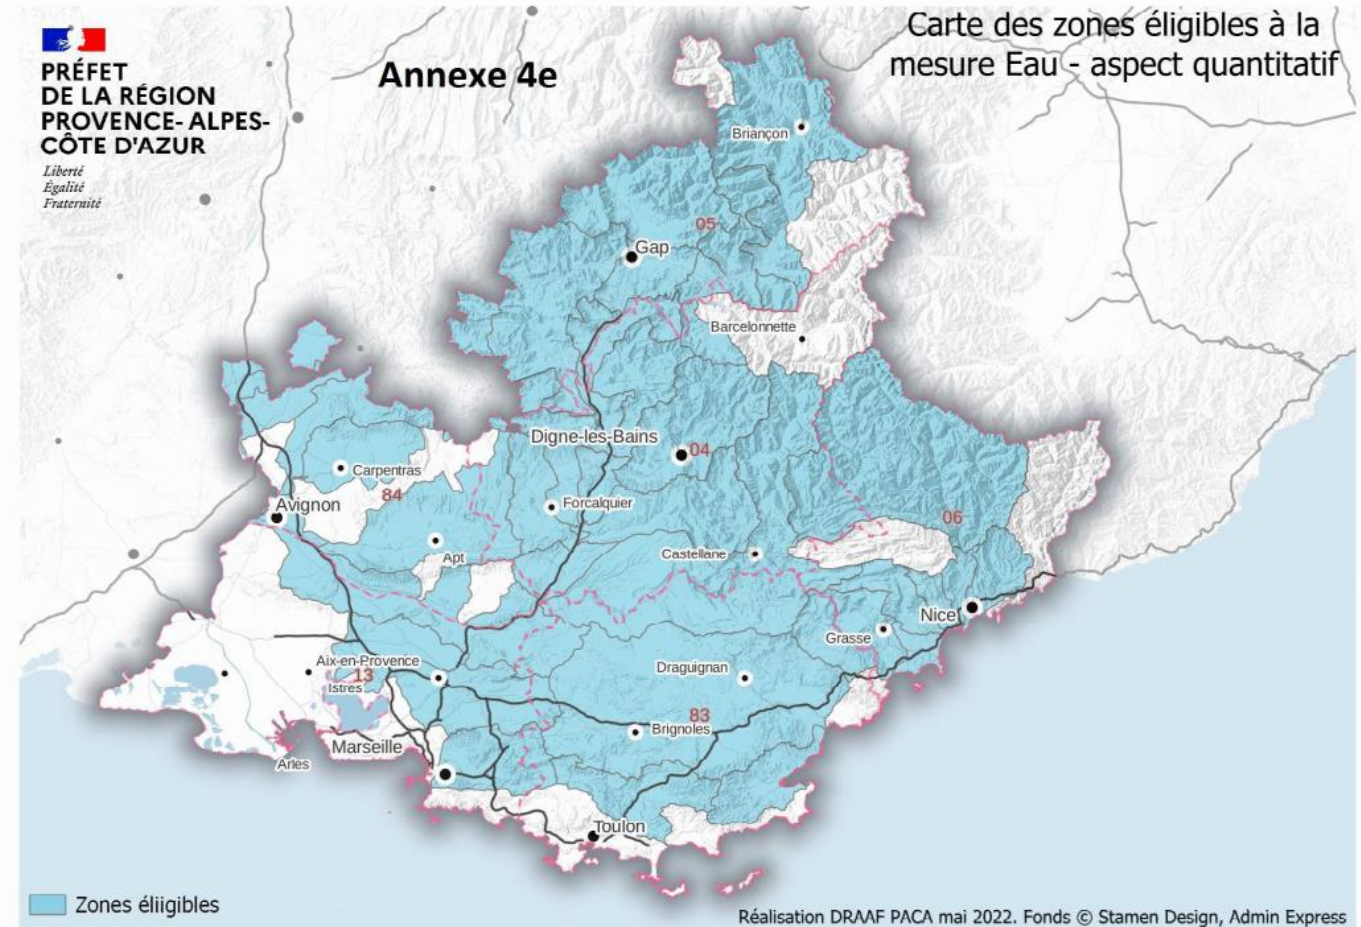 PRÉFET
DE LA RÉGION
PROVENCE-ALPES-
CÔTE D'AZUR
Liberté
Égalité
Fraternité
Annexe 4e
Carte des zones éligibles à la
mesure Eau - aspect quantitatif
Briançon
05
Gap
Barcelonnette
Digne-les-Bains
04
Carpentras
84
Avignon
Forcalquier
06
Apt
Castellane
Nice
Grasse
Aix-en-Provence
13
Istres
Draguignan
83
Brignoles
Marseille
Arles
Toulon
Zones éliigibles
Réalisation DRAAF PACA mai 2022. Fonds © Stamen Design, Admin Express